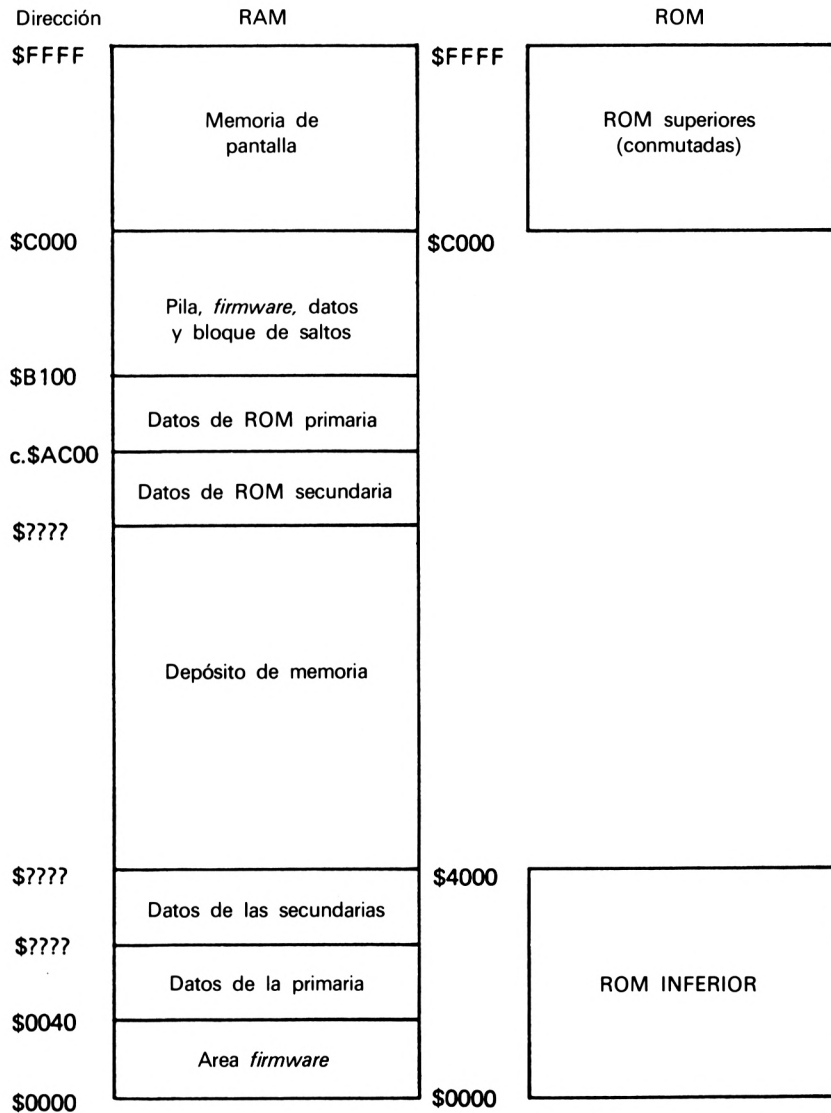 Dirección RAM ROM
$FFFF $FFFF
Memoria de
pantalla
ROM superiores
(conmutadas)
$C000 $C000
Pila, firmware, datos
y bloque de saltos
$B100
Datos de ROM primaria
c.$AC00
Datos de ROM secundaria
$????
Depósito de memoria
$???? $4000
Datos de las secundarias
$????
Datos de la primaria
ROM INFERIOR
$0040
Area firmware
$0000 $0000